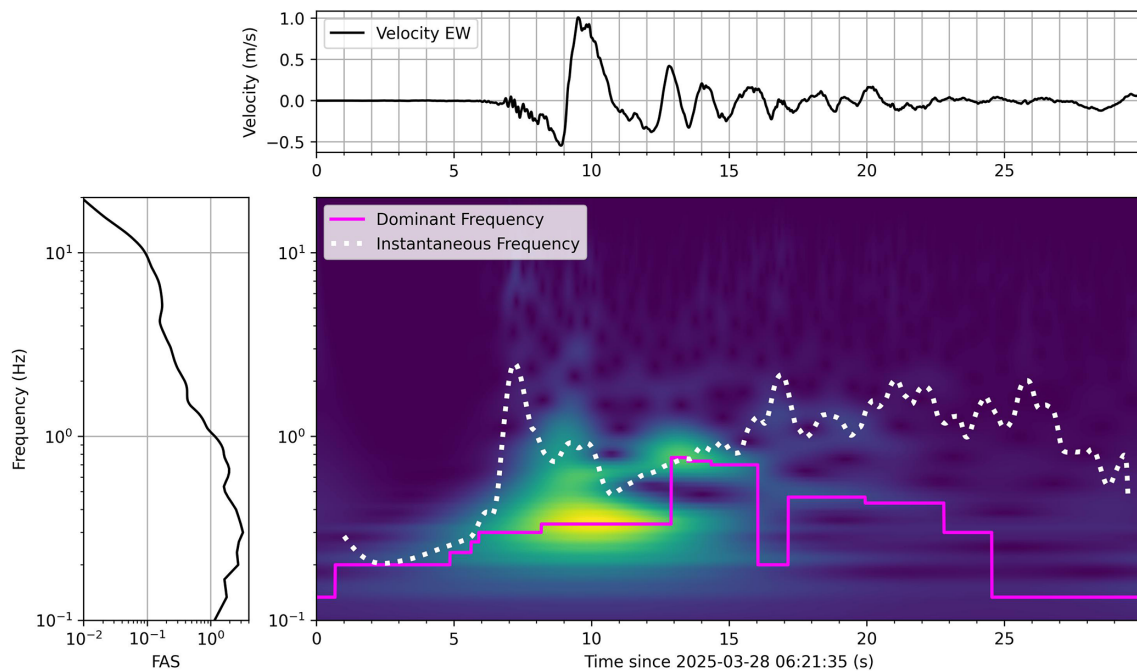 Velocity (m/s)
1.0
0.5
0.0
−0.5
Velocity EW
0 5 10 15 20 25
Frequency (Hz)
10¹
10⁰
10⁻¹
10⁻² 10⁻¹ 10⁰
FAS
Dominant Frequency
Instantaneous Frequency
10¹
10⁰
10⁻¹
0 5 10 15 20 25
Time since 2025-03-28 06:21:35 (s)